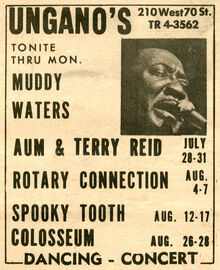 UNGANO'S
210 West 70 St.
TR 4-3562
TONITE
THRU MON.
MUDDY
WATERS
AUM & TERRY REID JULY 28-31
ROTARY CONNECTION AUG. 4-7
SPOOKY TOOTH AUG. 12-17
COLOSSEUM AUG. 26-28
DANCING - CONCERT